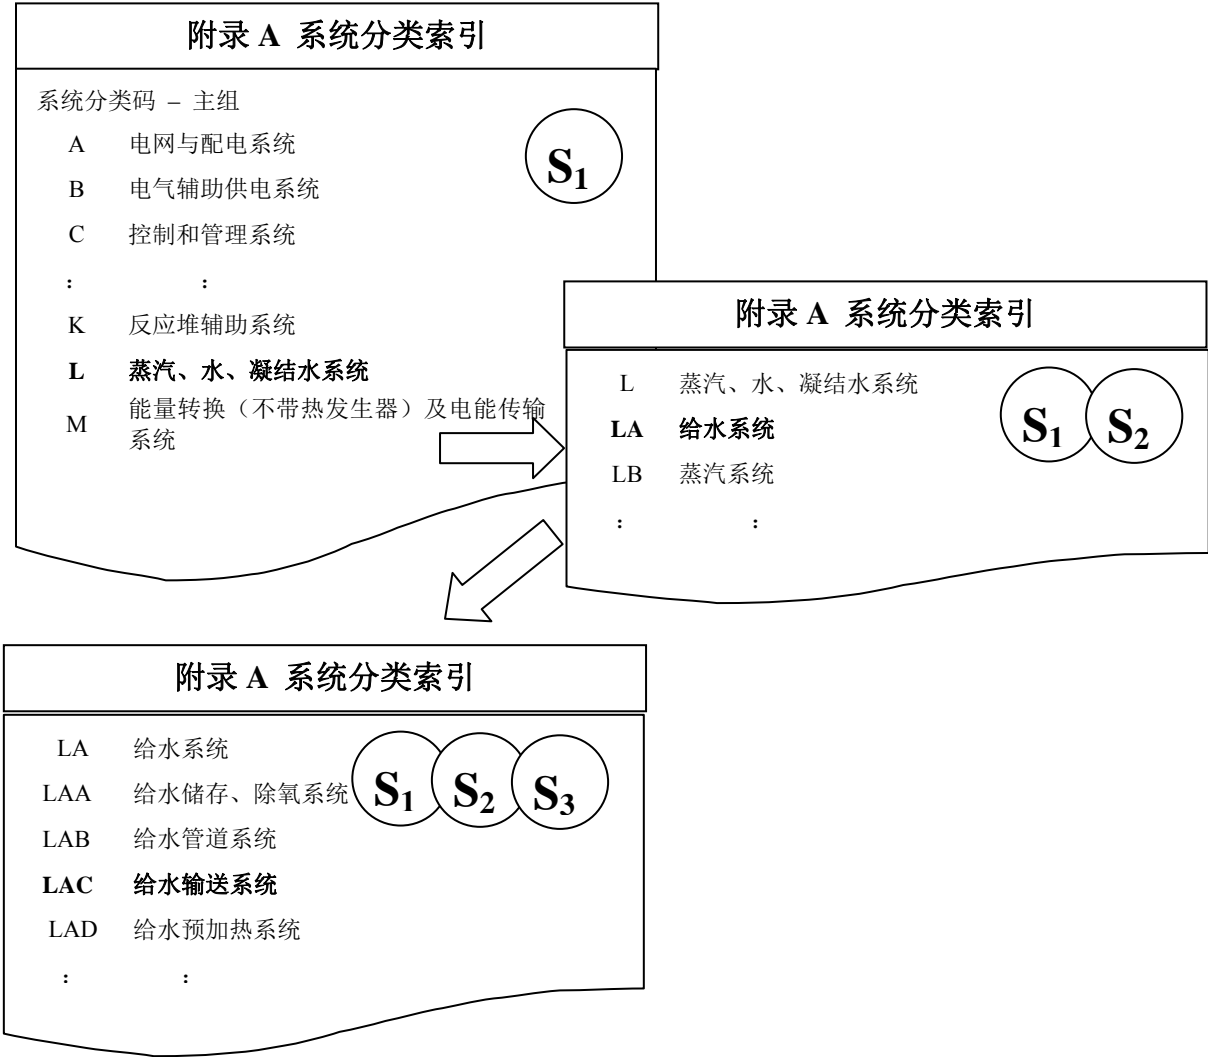 附录 A 系统分类索引
系统分类码 – 主组
A 电网与配电系统
B 电气辅助供电系统
C 控制和管理系统
: :
K 反应堆辅助系统
L 蒸汽、水、凝结水系统
M 能量转换（不带热发生器）及电能传输
系统
S1
附录 A 系统分类索引
L 蒸汽、水、凝结水系统
LA 给水系统
LB 蒸汽系统
: :
S1 S2
附录 A 系统分类索引
LA 给水系统
LAA 给水储存、除氧系统
LAB 给水管道系统
LAC 给水输送系统
LAD 给水预加热系统
: :
S1 S2 S3